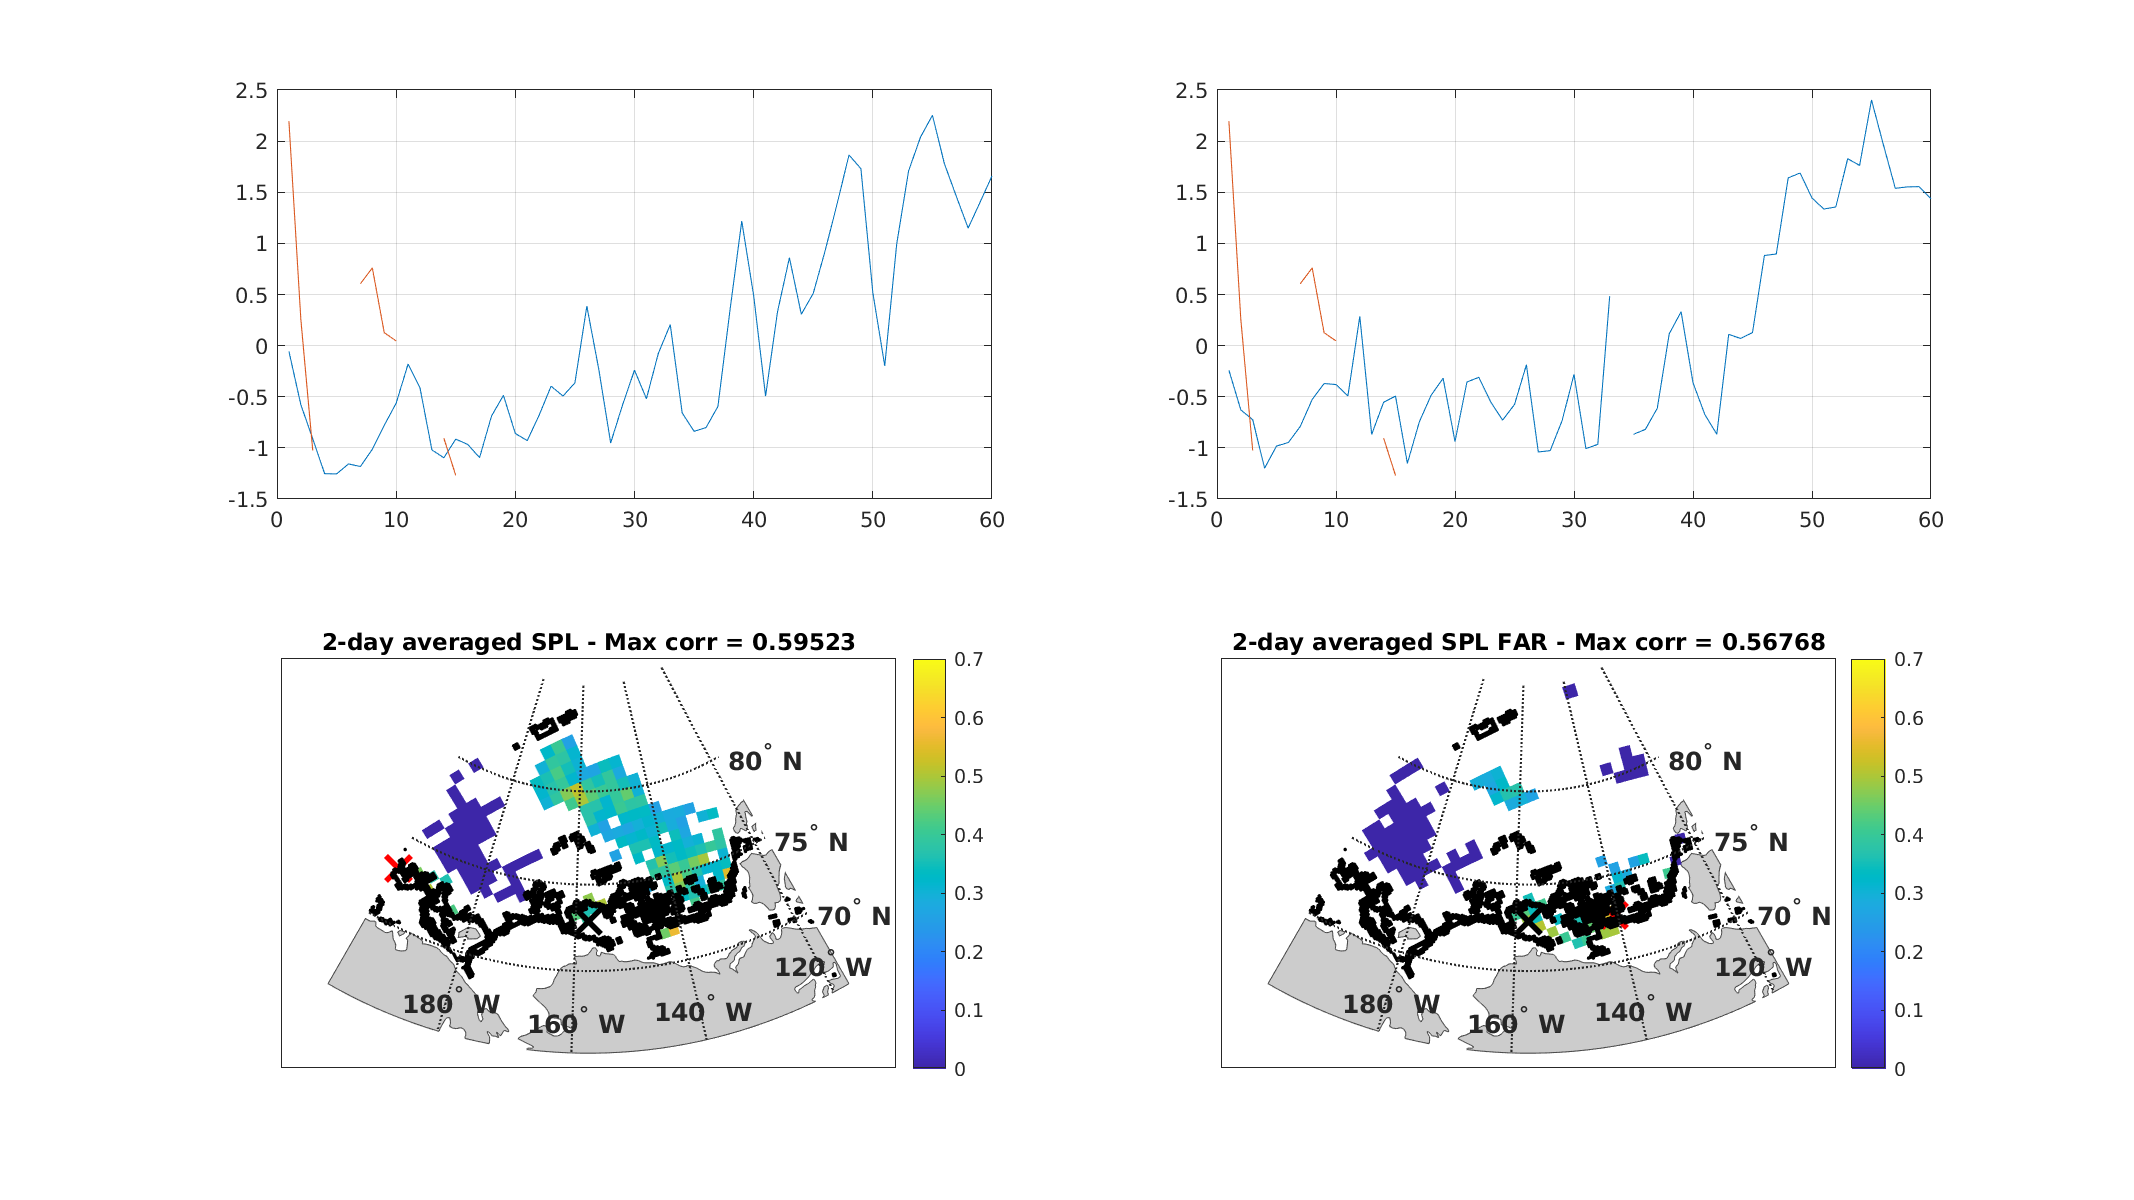 2.5
2
1.5
1
0.5
0
-0.5
-1
-1.5
0 10 20 30 40 50 60
2.5
2
1.5
1
0.5
0
-0.5
-1
-1.5
0 10 20 30 40 50 60
2-day averaged SPL - Max corr = 0.59523
80° N
75° N
70° N
120° W
180° W
160° W
140° W
0.7
0.6
0.5
0.4
0.3
0.2
0.1
0
2-day averaged SPL FAR - Max corr = 0.56768
80° N
75° N
70° N
120° W
180° W
160° W
140° W
0.7
0.6
0.5
0.4
0.3
0.2
0.1
0